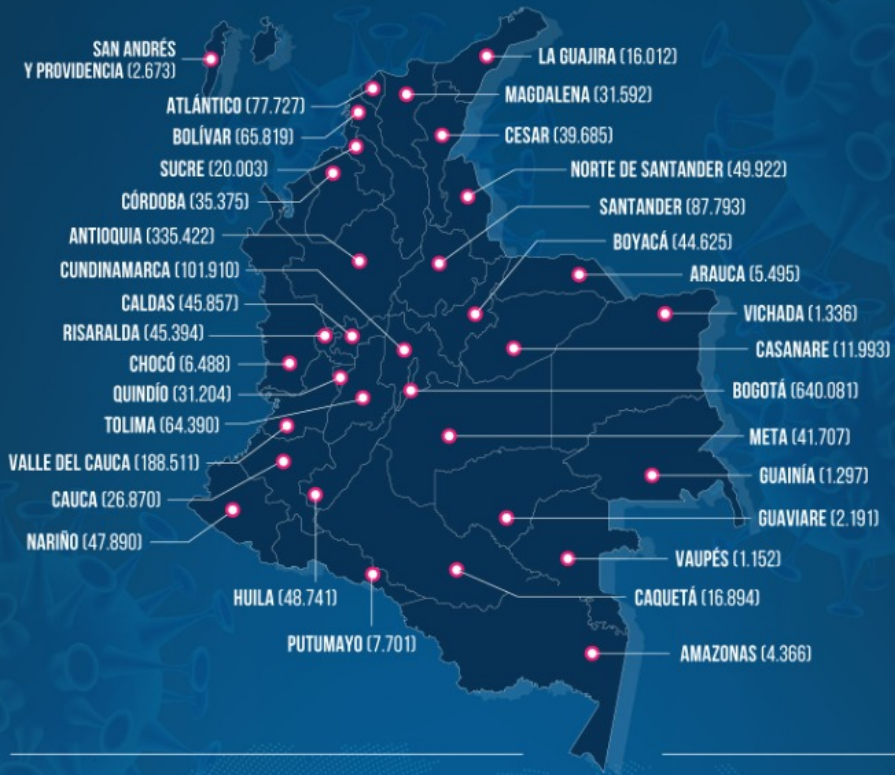 SAN ANDRÉS
Y PROVIDENCIA (2.673)
ATLÁNTICO (77.727)
BOLÍVAR (65.819)
SUCRE (20.003)
CÓRDOBA (35.375)
ANTIOQUIA (335.422)
CUNDINAMARCA (101.910)
CALDAS (45.857)
RISARALDA (45.394)
CHOCÓ (6.488)
QUINDÍO (31.204)
TOLIMA (64.390)
VALLE DEL CAUCA (188.511)
CAUCA (26.870)
NARIÑO (47.890)
HUILA (48.741)
PUTUMAYO (7.701)
LA GUAJIRA (16.012)
MAGDALENA (31.592)
CESAR (39.685)
NORTE DE SANTANDER (49.922)
SANTANDER (87.793)
BOYACÁ (44.625)
ARAUCA (5.495)
VICHADA (1.336)
CASANARE (11.993)
BOGOTÁ (640.081)
META (41.707)
GUAINÍA (1.297)
GUAVIARE (2.191)
VAUPÉS (1.152)
CAQUETÁ (16.894)
AMAZONAS (4.366)